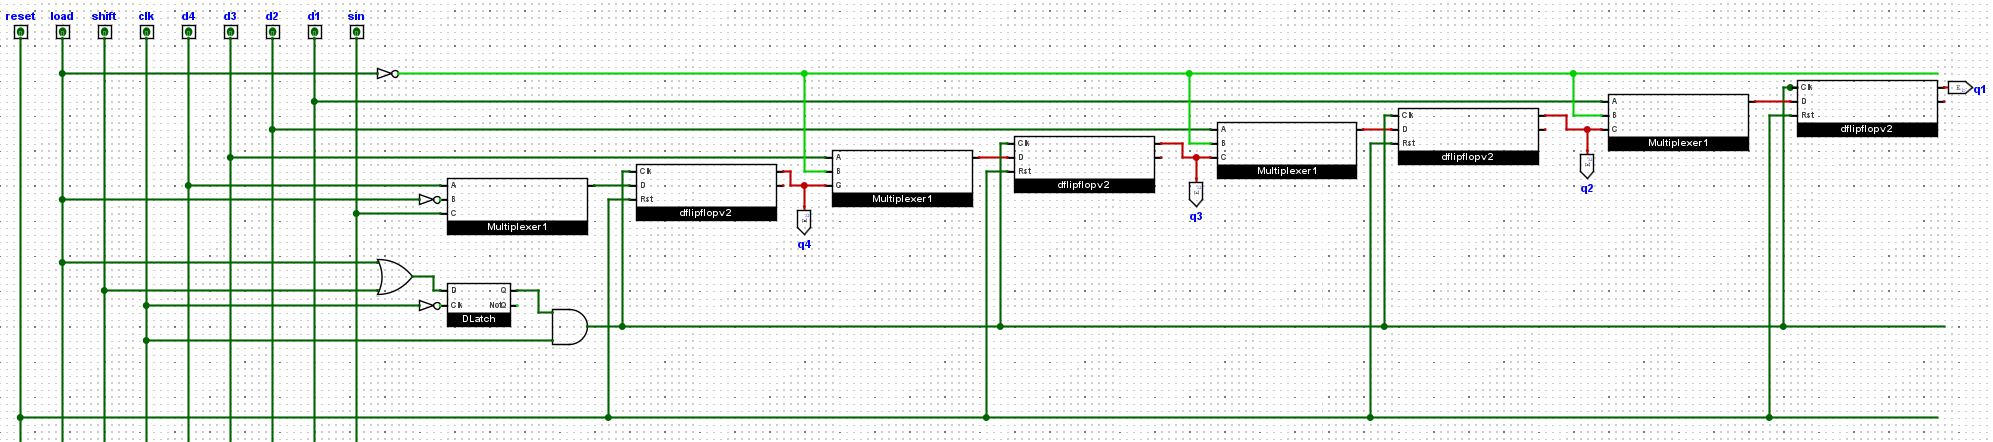 reset load shift clk d4 d3 d2 d1 sin
Clk
D
Rst
dflipflopv2
q1
A
B
C
Multiplexer1
Clk
D
Rst
dflipflopv2
q2
A
B
C
Multiplexer1
Clk
D
Rst
dflipflopv2
q3
A
B
C
Multiplexer1
Clk
D
Rst
dflipflopv2
q4
A
B
C
Multiplexer1
D Q
Clk NotQ
DLatch